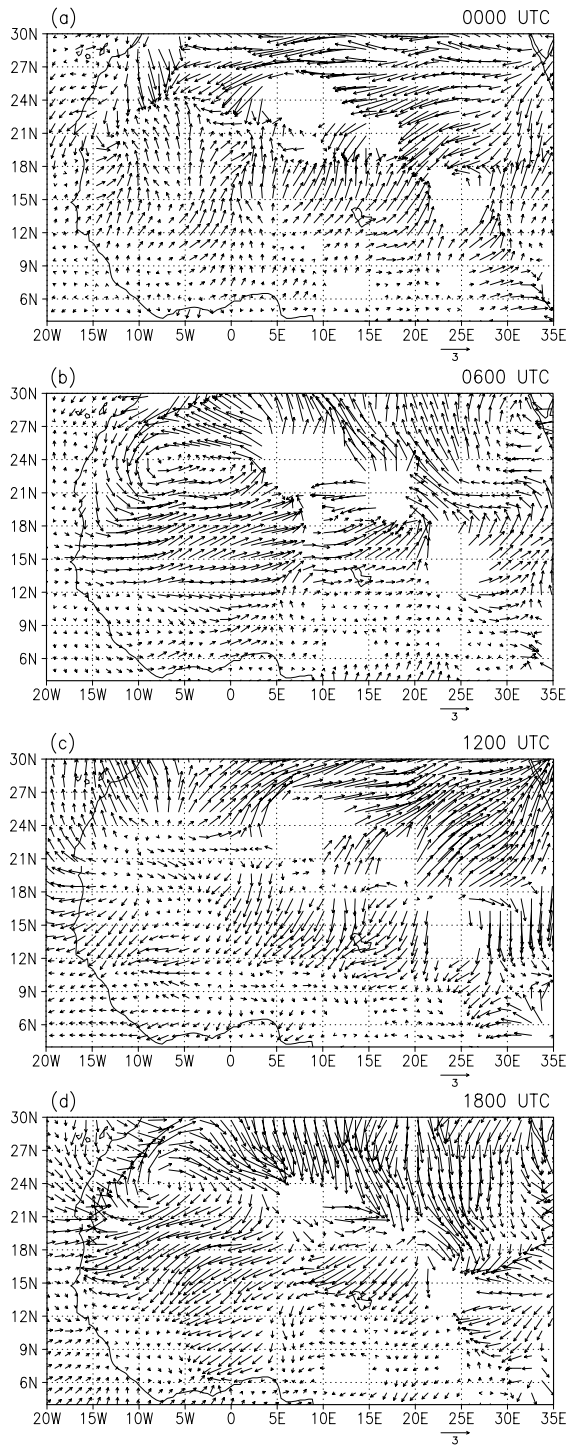 (a) 0000 UTC
30N
27N
24N
21N
18N
15N
12N
9N
6N
20W 15W 10W 5W 0 5E 10E 15E 20E 25E 30E 35E
3
(b) 0600 UTC
30N
27N
24N
21N
18N
15N
12N
9N
6N
20W 15W 10W 5W 0 5E 10E 15E 20E 25E 30E 35E
3
(c) 1200 UTC
30N
27N
24N
21N
18N
15N
12N
9N
6N
20W 15W 10W 5W 0 5E 10E 15E 20E 25E 30E 35E
3
(d) 1800 UTC
30N
27N
24N
21N
18N
15N
12N
9N
6N
20W 15W 10W 5W 0 5E 10E 15E 20E 25E 30E 35E
3